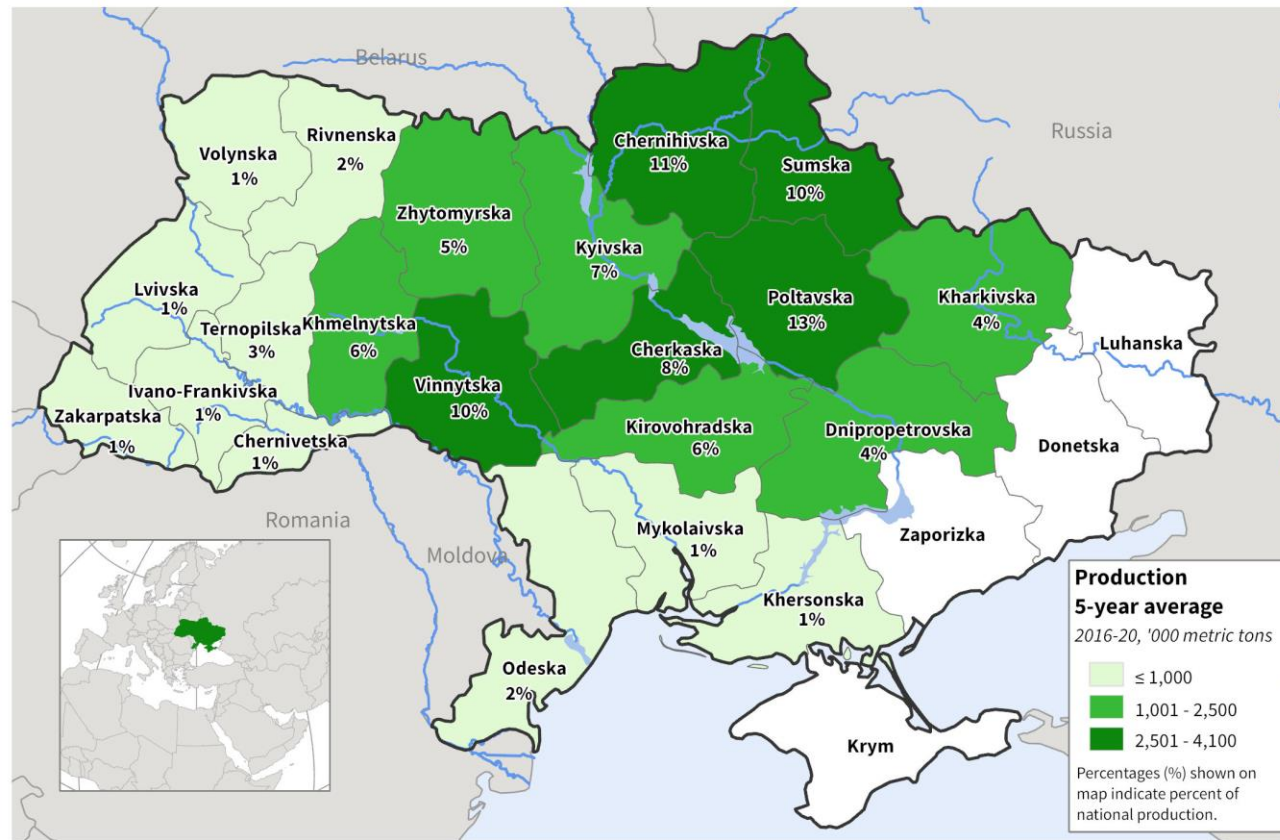 Belarus
Russia
Volynska
1%
Rivnenska
2%
Zhytomyrska
5%
Kyivska
7%
Chernihivska
11%
Sumska
10%
Lvivska
1%
Ternopilska
3%
Khmelnytska
6%
Vinnytska
10%
Cherkaska
8%
Poltavska
13%
Kharkivska
4%
Luhanska
Zakarpatska
1%
Ivano-Frankivska
1%
Chernivetska
1%
Kirovohradska
6%
Dnipropetrovska
4%
Donetska
Romania
Moldova
Mykolaivska
1%
Zaporizka
Khersonska
1%
Odeska
2%
Krym
Production
5-year average
2016-20, '000 metric tons
≤ 1,000
1,001 - 2,500
2,501 - 4,100
Percentages (%) shown on
map indicate percent of
national production.